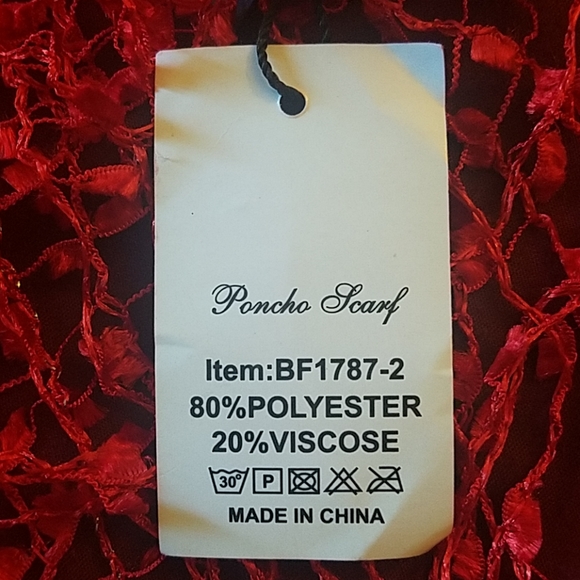 Poncho Scarf
Item:BF1787-2
80%POLYESTER
20%VISCOSE
30° P
MADE IN CHINA